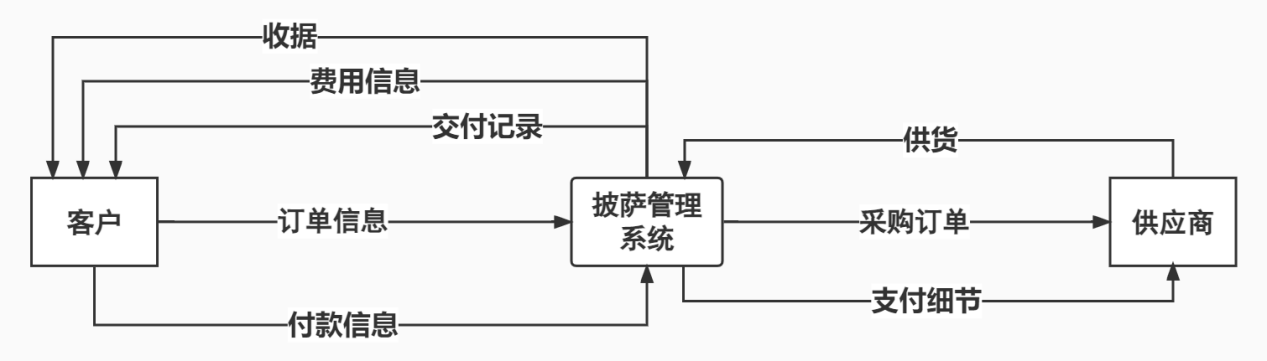 收据
费用信息
交付记录
供货
客户
订单信息
披萨管理
系统
采购订单
供应商
支付细节
付款信息